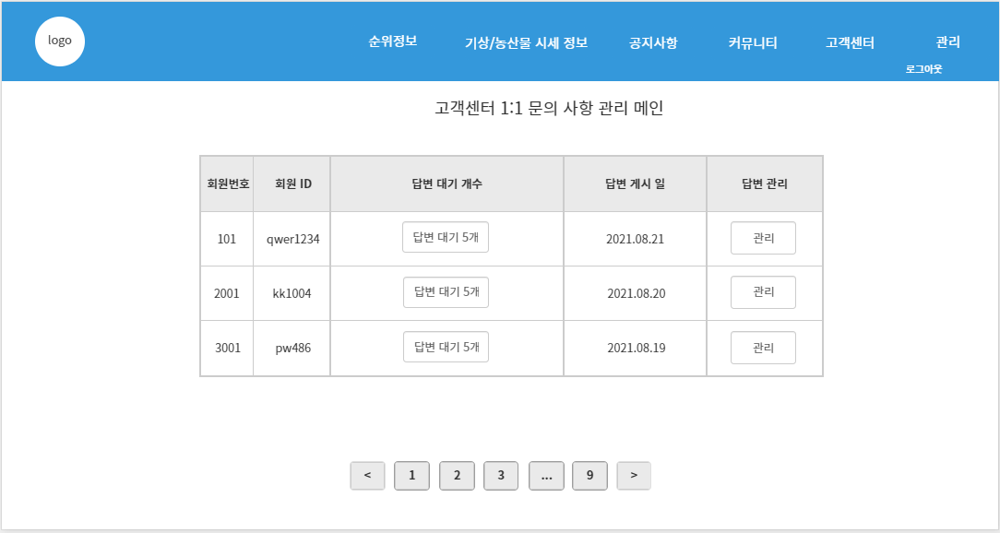 logo
순위정보 기상/농산물 시세 정보 공지사항 커뮤니티 고객센터 관리
로그아웃
고객센터 1:1 문의 사항 관리 메인
회원번호 회원 ID 답변 대기 개수 답변 게시 일 답변 관리
101 qwer1234 답변 대기 5개 2021.08.21 관리
2001 kk1004 답변 대기 5개 2021.08.20 관리
3001 pw486 답변 대기 5개 2021.08.19 관리
< 1 2 3 ... 9 >